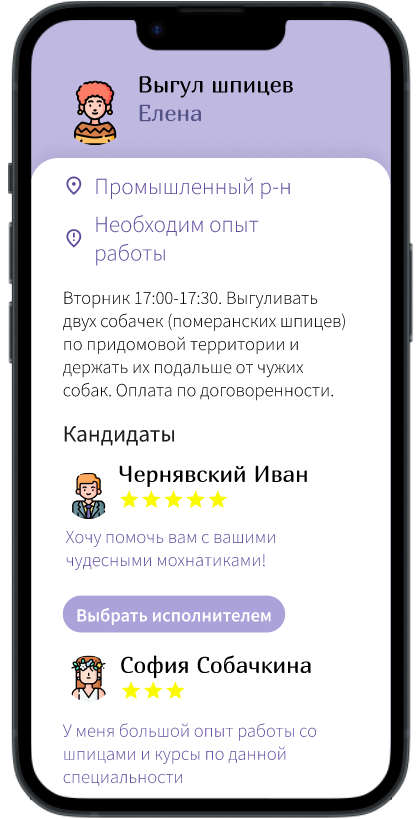 Выгул шпицев
Елена
Промышленный р-н
Необходим опыт
работы
Вторник 17:00-17:30. Выгуливать
двух собачек (померанских шпицев)
по придомовой территории и
держать их подальше от чужих
собак. Оплата по договоренности.
Кандидаты
Чернявский Иван
Хочу помочь вам с вашими
чудесными мохнатиками!
Выбрать исполнителем
София Собачкина
У меня большой опыт работы со
шпицами и курсы по данной
специальности